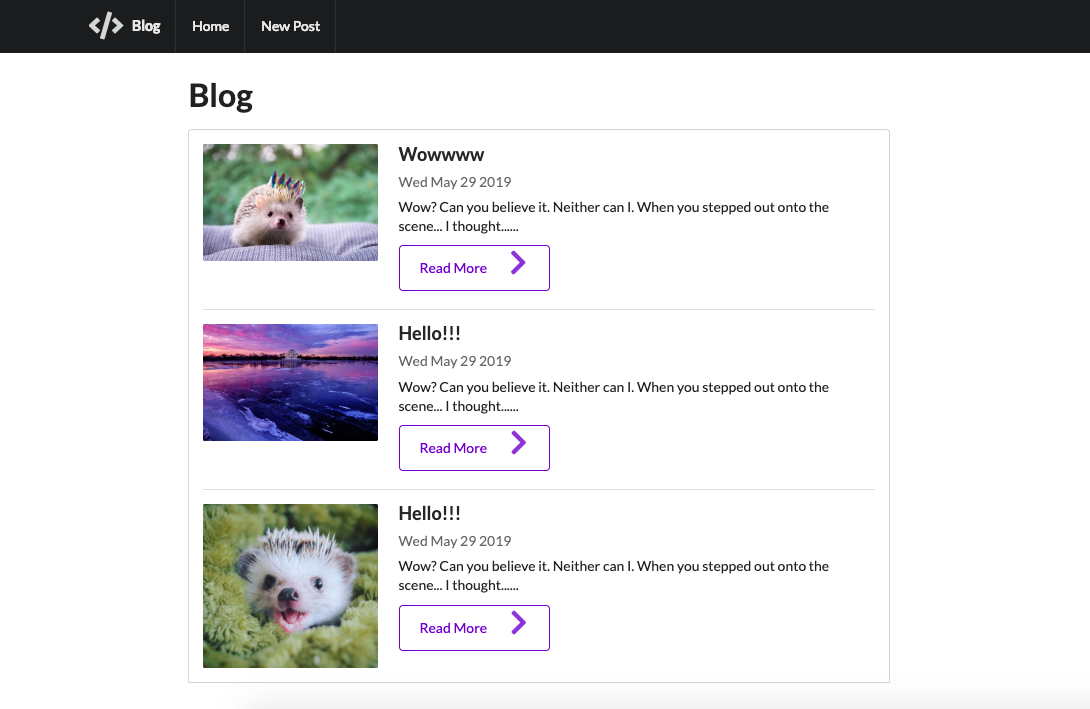 </> Blog Home New Post
Blog
Wowwww
Wed May 29 2019
Wow? Can you believe it. Neither can I. When you stepped out onto the
scene... I thought......
Read More
Hello!!!
Wed May 29 2019
Wow? Can you believe it. Neither can I. When you stepped out onto the
scene... I thought......
Read More
Hello!!!
Wed May 29 2019
Wow? Can you believe it. Neither can I. When you stepped out onto the
scene... I thought......
Read More